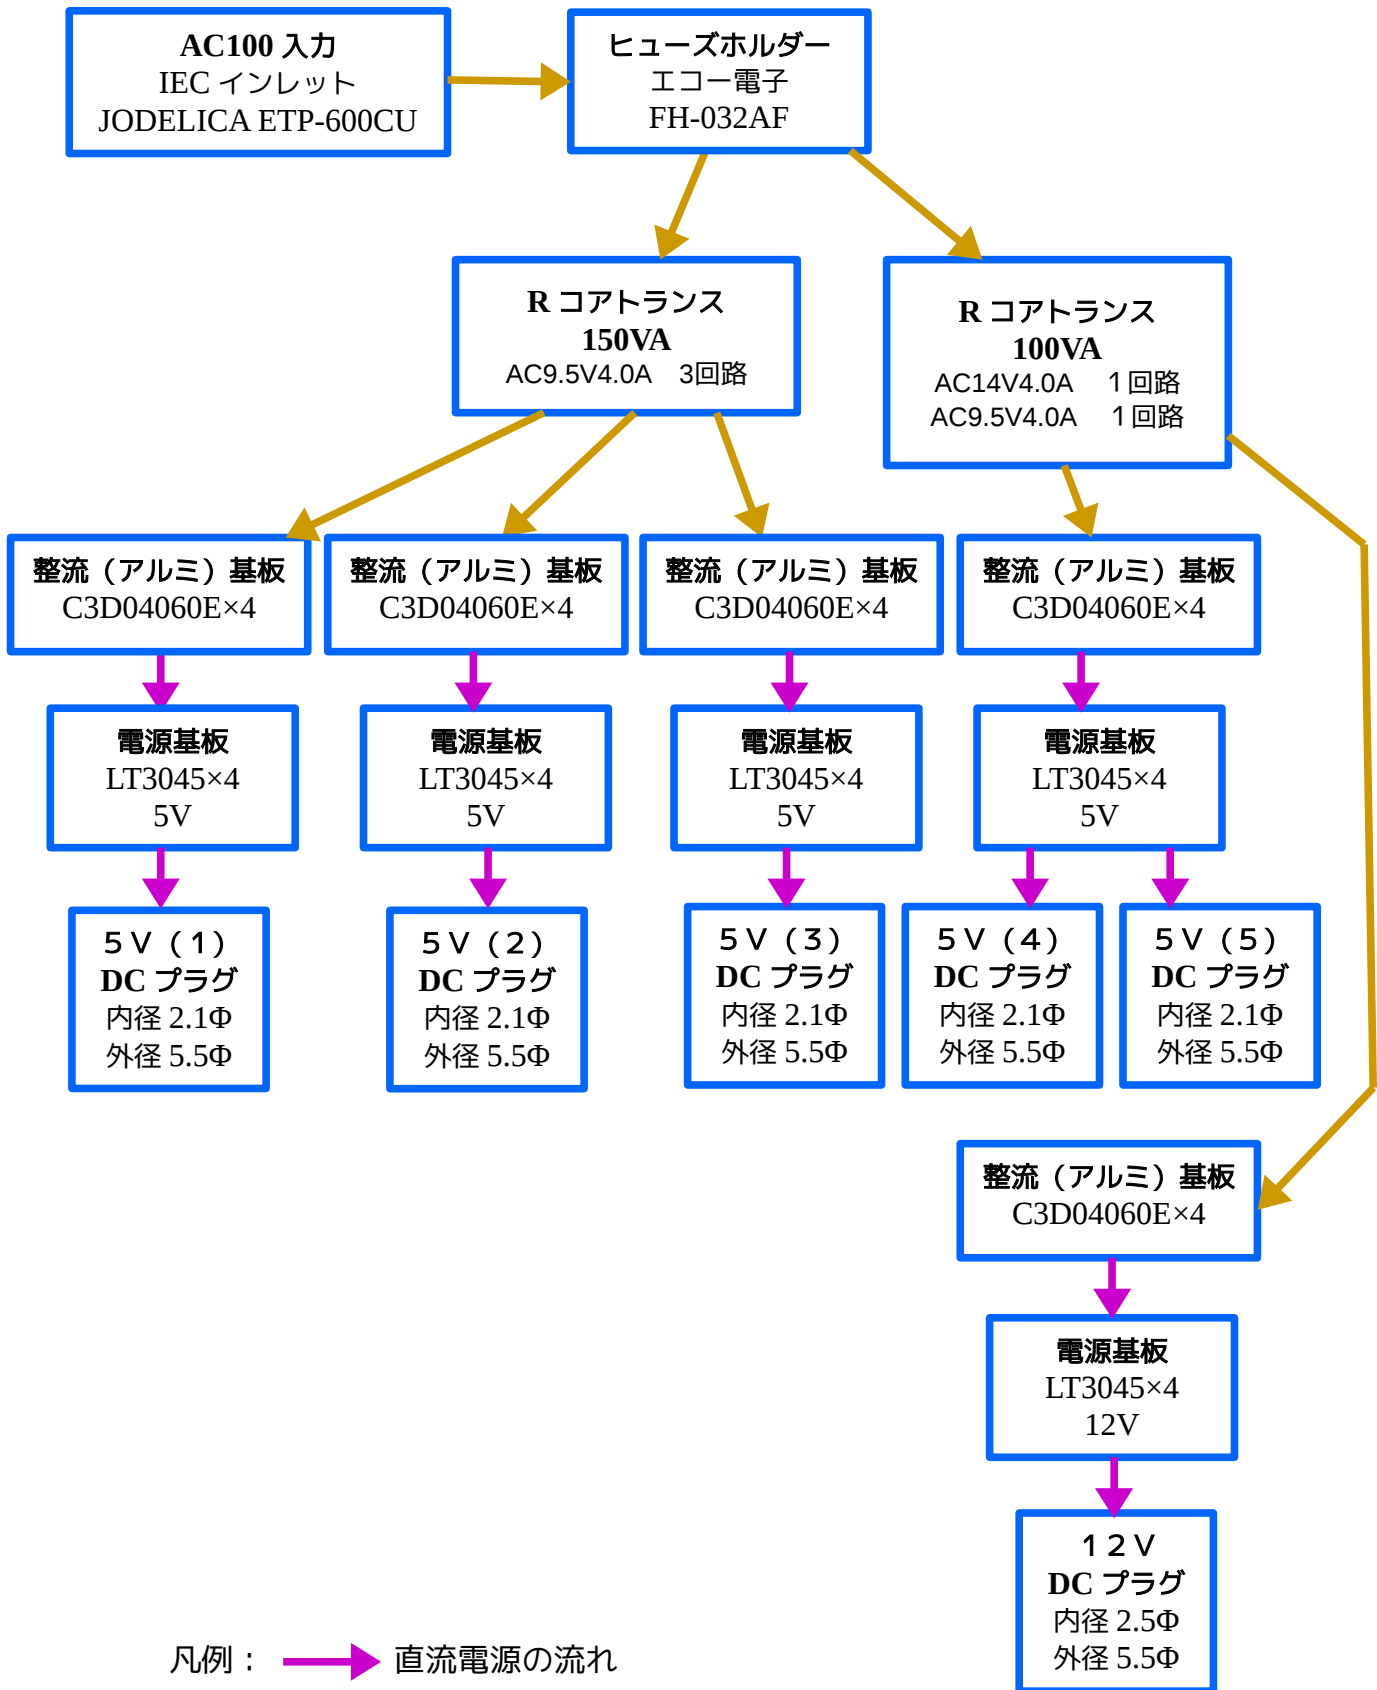 AC100 入力
IEC インレット
JODELICA ETP-600CU
ヒューズホルダー
エコー電子
FH-032AF
R コアトランス
150VA
AC9.5V4.0A　3回路
R コアトランス
100VA
AC14V4.0A　１回路
AC9.5V4.0A　１回路
整流（アルミ）基板
C3D04060E×4
整流（アルミ）基板
C3D04060E×4
整流（アルミ）基板
C3D04060E×4
整流（アルミ）基板
C3D04060E×4
電源基板
LT3045×4
5V
電源基板
LT3045×4
5V
電源基板
LT3045×4
5V
電源基板
LT3045×4
5V
５Ｖ（１）
DC プラグ
内径 2.1Φ
外径 5.5Φ
５Ｖ（２）
DC プラグ
内径 2.1Φ
外径 5.5Φ
５Ｖ（３）
DC プラグ
内径 2.1Φ
外径 5.5Φ
５Ｖ（４）
DC プラグ
内径 2.1Φ
外径 5.5Φ
５Ｖ（５）
DC プラグ
内径 2.1Φ
外径 5.5Φ
整流（アルミ）基板
C3D04060E×4
電源基板
LT3045×4
12V
１２Ｖ
DC プラグ
内径 2.5Φ
外径 5.5Φ
凡例： 直流電源の流れ